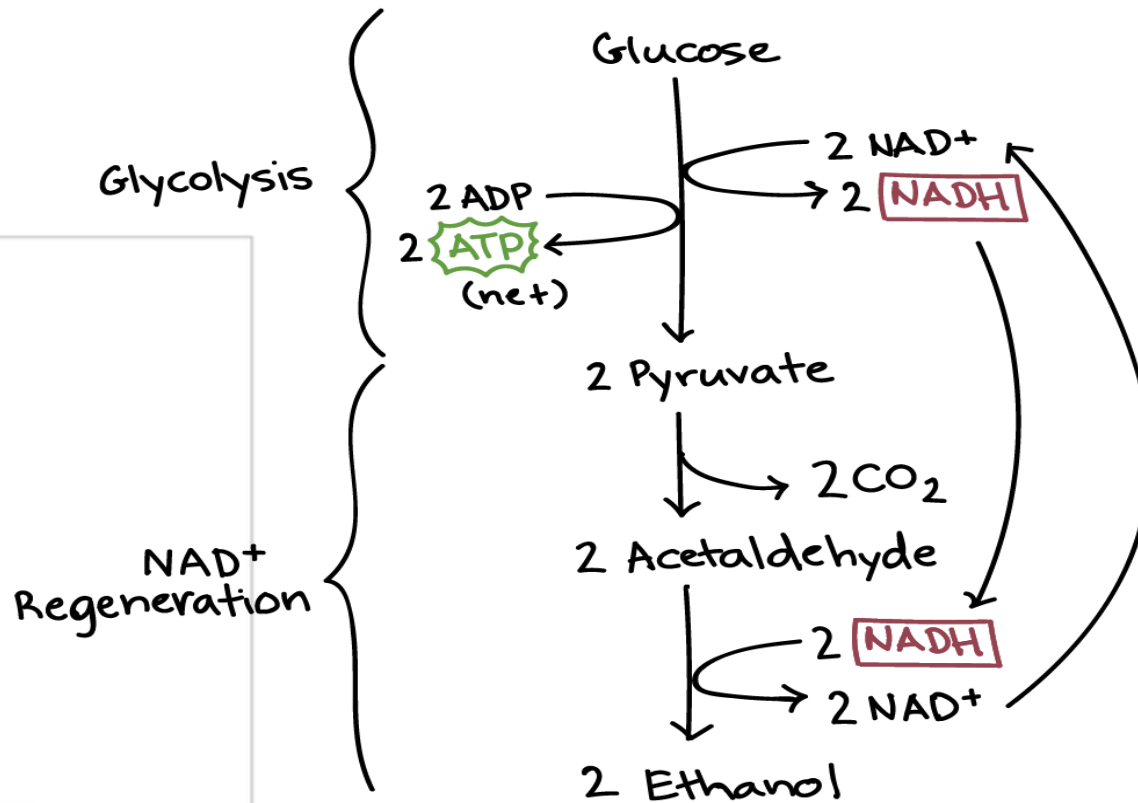 Glucose
2 NAD+
Glycolysis
2 NADH
2 ADP
2 ATP
(net)
2 Pyruvate
2 CO₂
2 Acetaldehyde
NAD+
Regeneration
2 NADH
2 NAD+
2 Ethanol